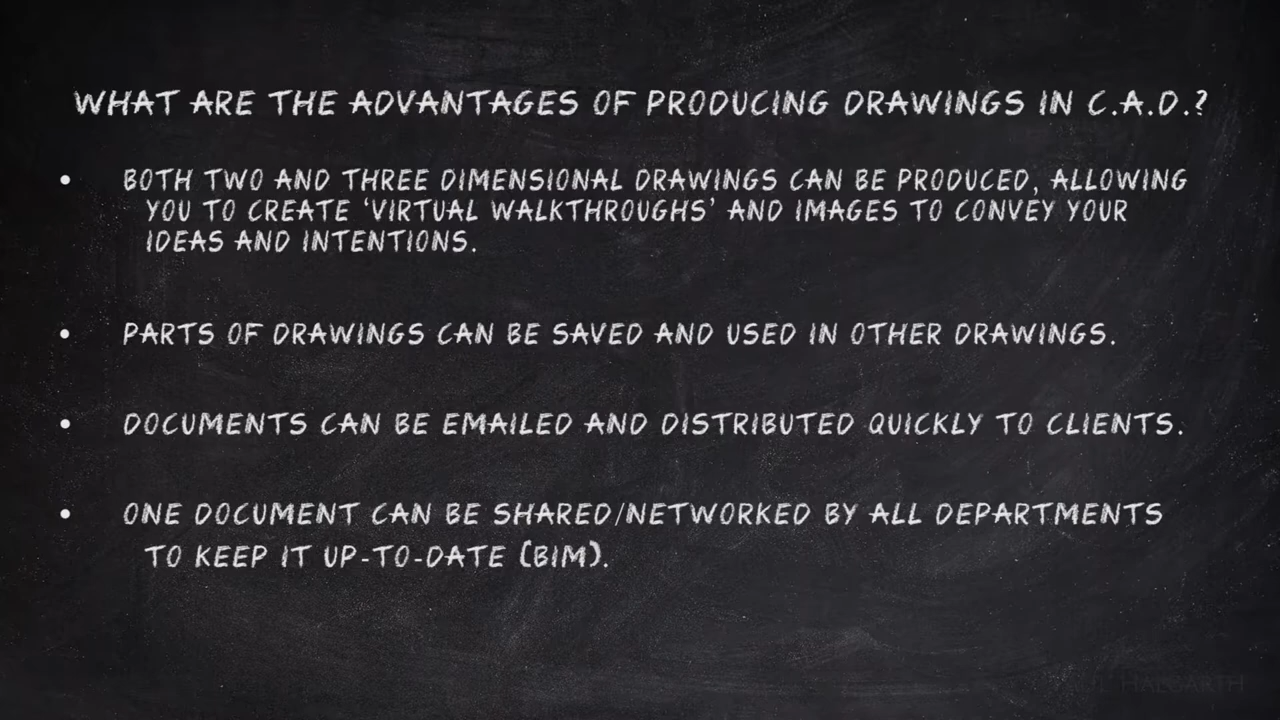 WHAT ARE THE ADVANTAGES OF PRODUCING DRAWINGS IN C.A.D.?
• BOTH TWO AND THREE DIMENSIONAL DRAWINGS CAN BE PRODUCED, ALLOWING
YOU TO CREATE ‘VIRTUAL WALKTHROUGHS’ AND IMAGES TO CONVEY YOUR
IDEAS AND INTENTIONS.
• PARTS OF DRAWINGS CAN BE SAVED AND USED IN OTHER DRAWINGS.
• DOCUMENTS CAN BE EMAILED AND DISTRIBUTED QUICKLY TO CLIENTS.
• ONE DOCUMENT CAN BE SHARED/NETWORKED BY ALL DEPARTMENTS
TO KEEP IT UP-TO-DATE (BIM).